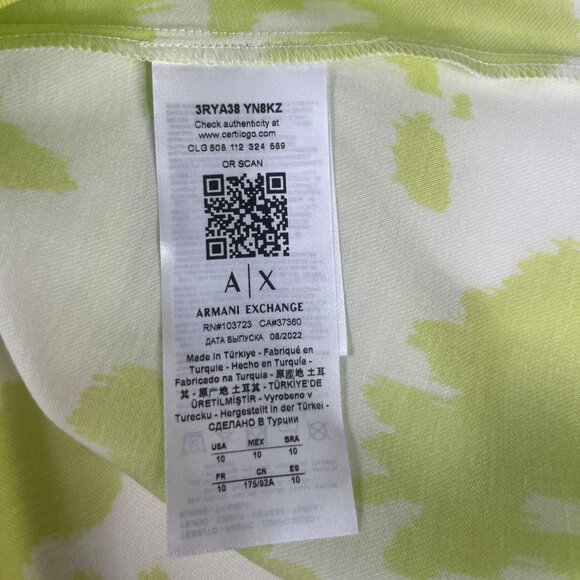 3RYA38 YN8KZ
Check authenticity at
www.certilogo.com
CLG 508 112 324 589
OR SCAN
A|X
ARMANI EXCHANGE
RN#103723 CA#37360
ДАТА ВЫПУСКА 08/2022
Made in Türkiye - Fabriqué en
Turquie - Hecho en Turquía -
Fabricado na Turquia - 原産地 土耳
其 - 原产地 土耳其 - TÜRKİYE'DE
ÜRETİLMİŞTİR - Vyrobeno v
Turecku - Hergestellt in der Türkei -
СДЕЛАНО В Турции
USA MEX BRA
10 10 10
FR CN ES
10 175/92A 10